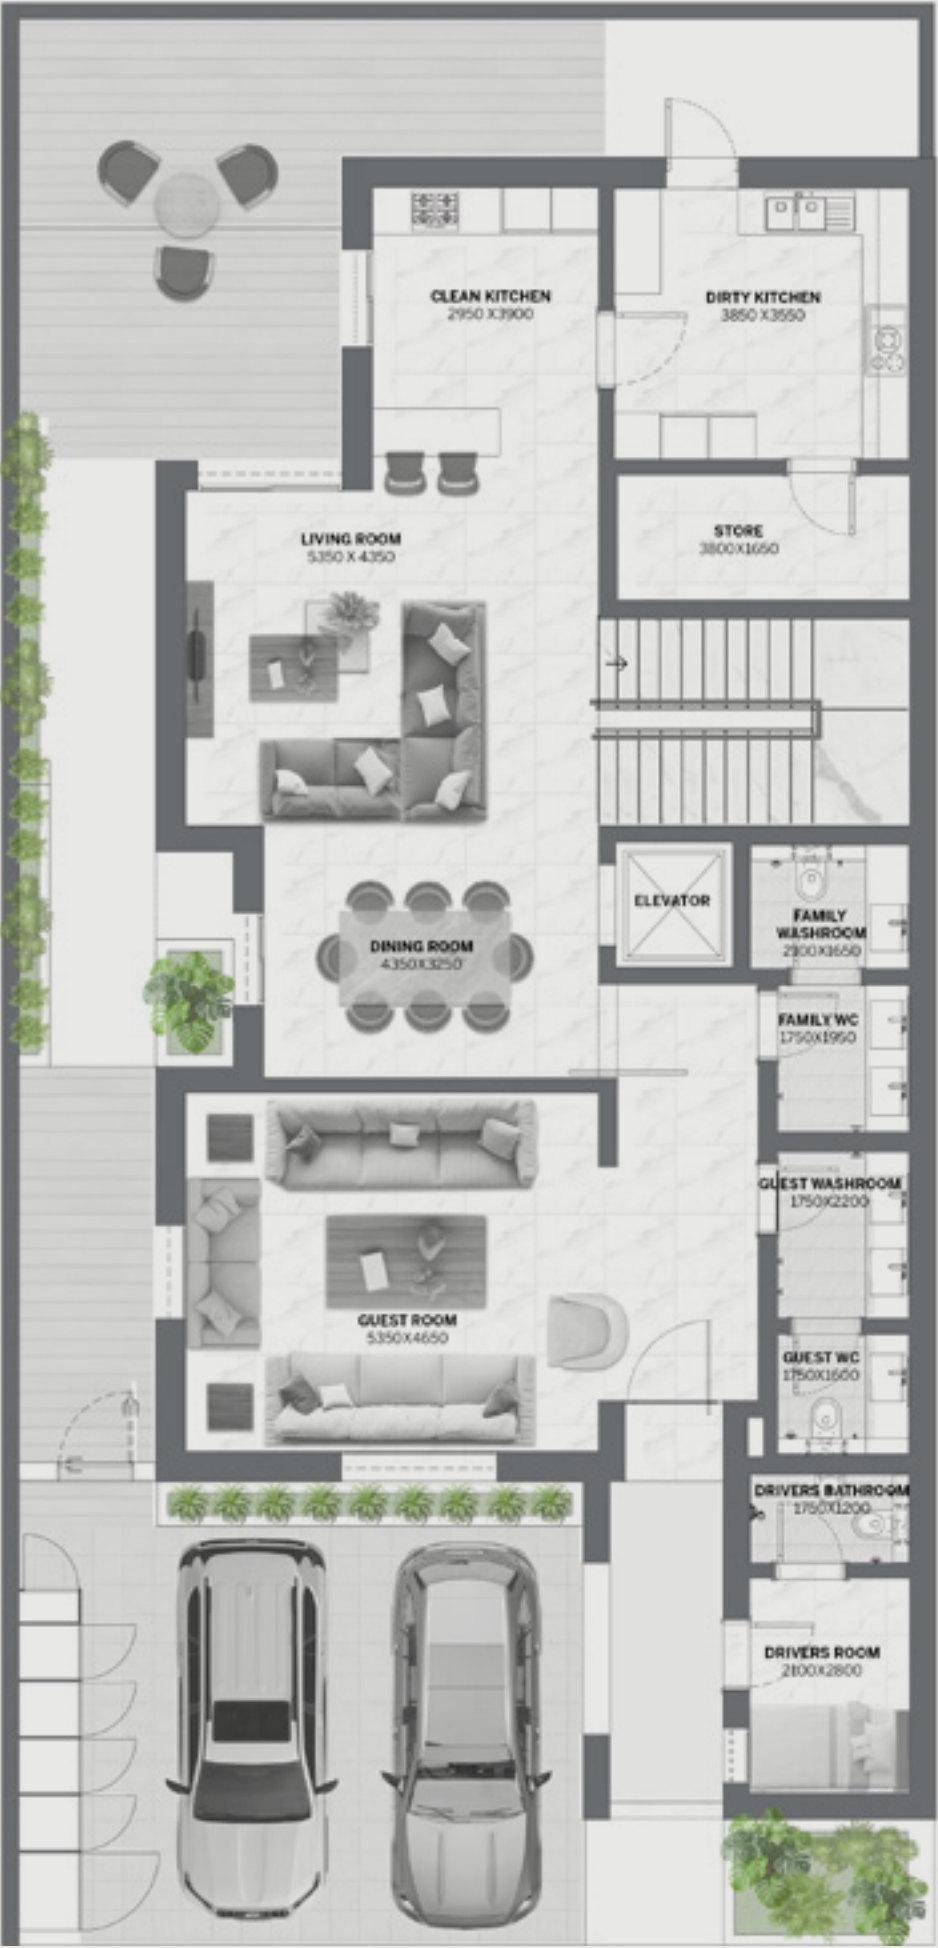 CLEAN KITCHEN
2950 X3900
DIRTY KITCHEN
3850 X3550
LIVING ROOM
5350 X 4350
STORE
3800X1650
ELEVATOR
FAMILY
WASHROOM
2100X1650
DINING ROOM
4350X3250
FAMILY WC
1750X1950
GUEST WASHROOM
1750X2200
GUEST ROOM
5350X4650
GUEST WC
1750X1600
DRIVERS BATHROOM
1750X1200
DRIVERS ROOM
2100X2800